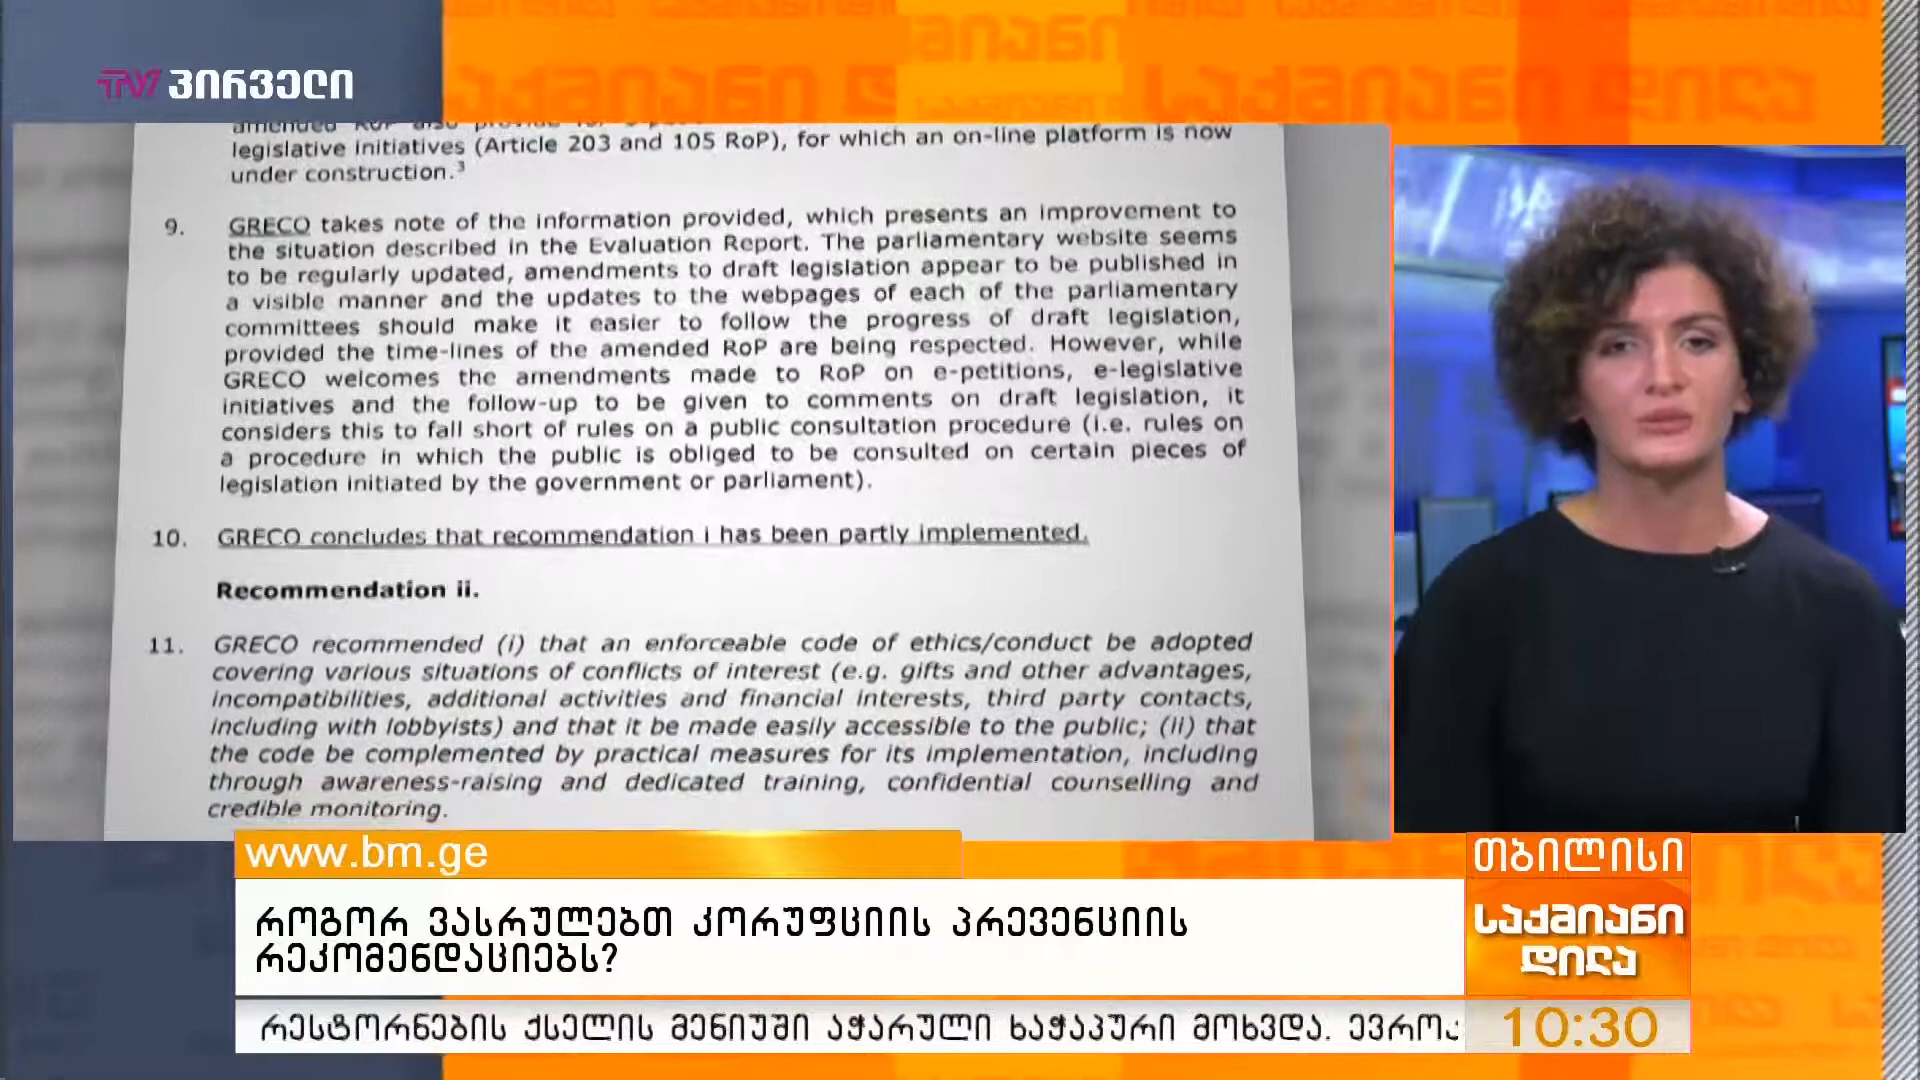 TV ᲞᲘᲠᲕᲔᲚᲘ
amended RoP also provide for
legislative initiatives (Article 203 and 105 RoP), for which an on-line platform is now
under construction.³
9. GRECO takes note of the information provided, which presents an improvement to
the situation described in the Evaluation Report. The parliamentary website seems
to be regularly updated, amendments to draft legislation appear to be published in
a visible manner and the updates to the webpages of each of the parliamentary
committees should make it easier to follow the progress of draft legislation,
provided the time-lines of the amended RoP are being respected. However, while
GRECO welcomes the amendments made to RoP on e-petitions, e-legislative
initiatives and the follow-up to be given to comments on draft legislation, it
considers this to fall short of rules on a public consultation procedure (i.e. rules on
a procedure in which the public is obliged to be consulted on certain pieces of
legislation initiated by the government or parliament).
10. GRECO concludes that recommendation i has been partly implemented.
Recommendation ii.
11. GRECO recommended (i) that an enforceable code of ethics/conduct be adopted
covering various situations of conflicts of interest (e.g. gifts and other advantages,
incompatibilities, additional activities and financial interests, third party contacts,
including with lobbyists) and that it be made easily accessible to the public; (ii) that
the code be complemented by practical measures for its implementation, including
through awareness-raising and dedicated training, confidential counselling and
credible monitoring.
www.bm.ge
თბილისი
როგორ ვასრულებთ კორუფციის პრევენციის
რეკომენდაციებს?
საქმიანი
დილა
რესტორნების ქსელის მენიუში აჭარული ხაჭაპური მოხვდა. ევროკ
10:30